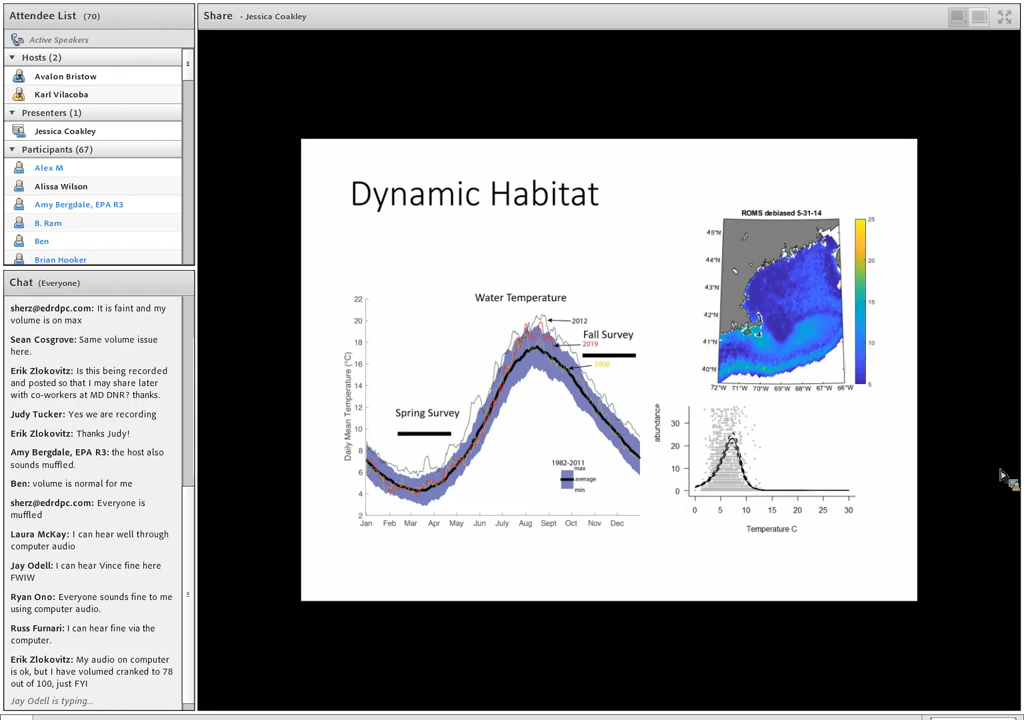 Attendee List (70)
Active Speakers
Hosts (2)
Avalon Bristow
Karl Vilacoba
Presenters (1)
Jessica Coakley
Participants (67)
Alex M
Alissa Wilson
Amy Bergdale, EPA R3
B. Ram
Ben
Brian Hooker
Chat (Everyone)
sherz@edrdpc.com: It is faint and my
volume is on max
Sean Cosgrove: Same volume issue
here.
Erik Zlokovitz: Is this being recorded
and posted so that I may share later
with co-workers at MD DNR? thanks.
Judy Tucker: Yes we are recording
Erik Zlokovitz: Thanks Judy!
Amy Bergdale, EPA R3: the host also
sounds muffled.
Ben: volume is normal for me
sherz@edrdpc.com: Everyone is
muffled
Laura McKay: I can hear well through
computer audio
Jay Odell: I can hear Vince fine here
FWIW
Ryan Ono: Everyone sounds fine to me
using computer audio.
Russ Furnari: I can hear fine via the
computer.
Erik Zlokovitz: My audio on computer
is ok, but I have volumed cranked to 78
out of 100, just FYI
Jay Odell is typing...
Share - Jessica Coakley
Dynamic Habitat
Water Temperature
22
20
18
16
14
12
10
8
6
4
2
Daily Mean Temperature (°C)
2012
Fall Survey
2019
2008
Spring Survey
1982-2011
max
average
min
Jan Feb Mar Apr May Jun July Aug Sept Oct Nov Dec
ROMS debiased 5-31-14
45°N
44°N
43°N
42°N
41°N
40°N
72°W 71°W 70°W 69°W 68°W 67°W 66°W
25
20
15
10
5
abundance
30
20
10
0
0 5 10 15 20 25 30
Temperature C